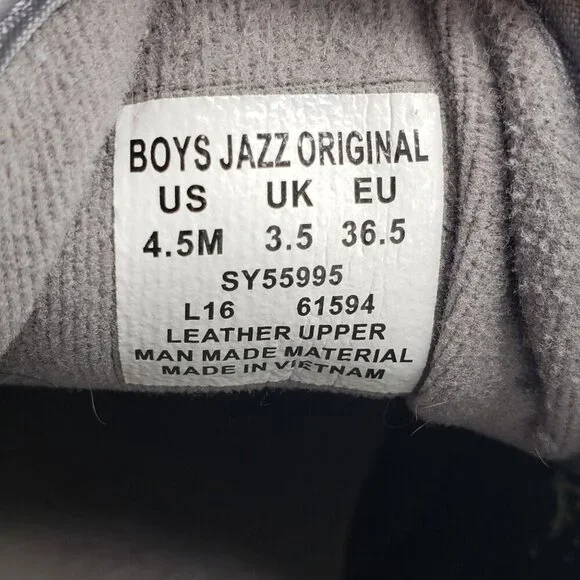 BOYS JAZZ ORIGINAL
US UK EU
4.5M 3.5 36.5
SY55995
L16 61594
LEATHER UPPER
MAN MADE MATERIAL
MADE IN VIETNAM